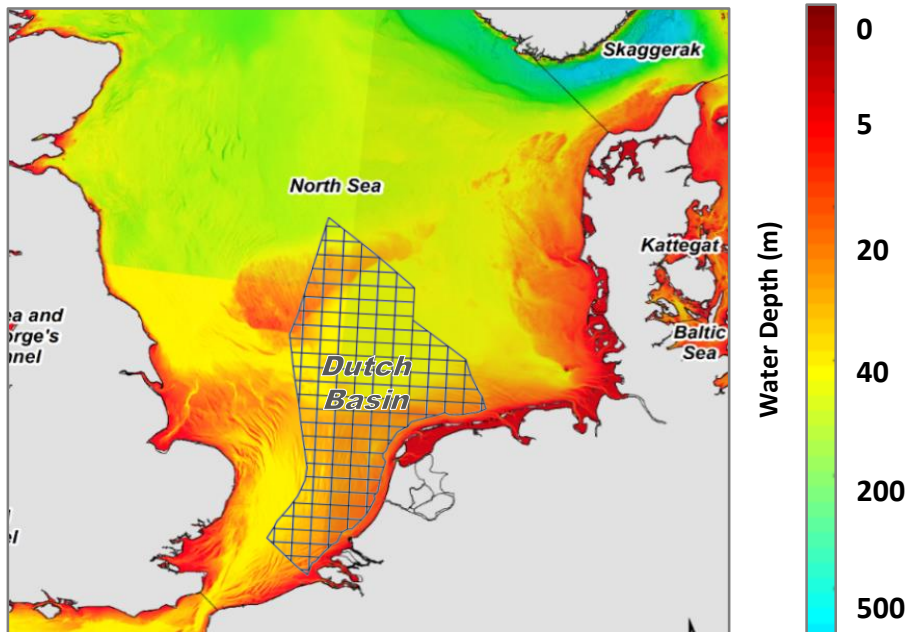 Skaggerak
North Sea
Kattegat
ea and
orge's
nnel
Baltic
Sea
Dutch
Basin
el
Water Depth (m)
0
5
20
40
200
500